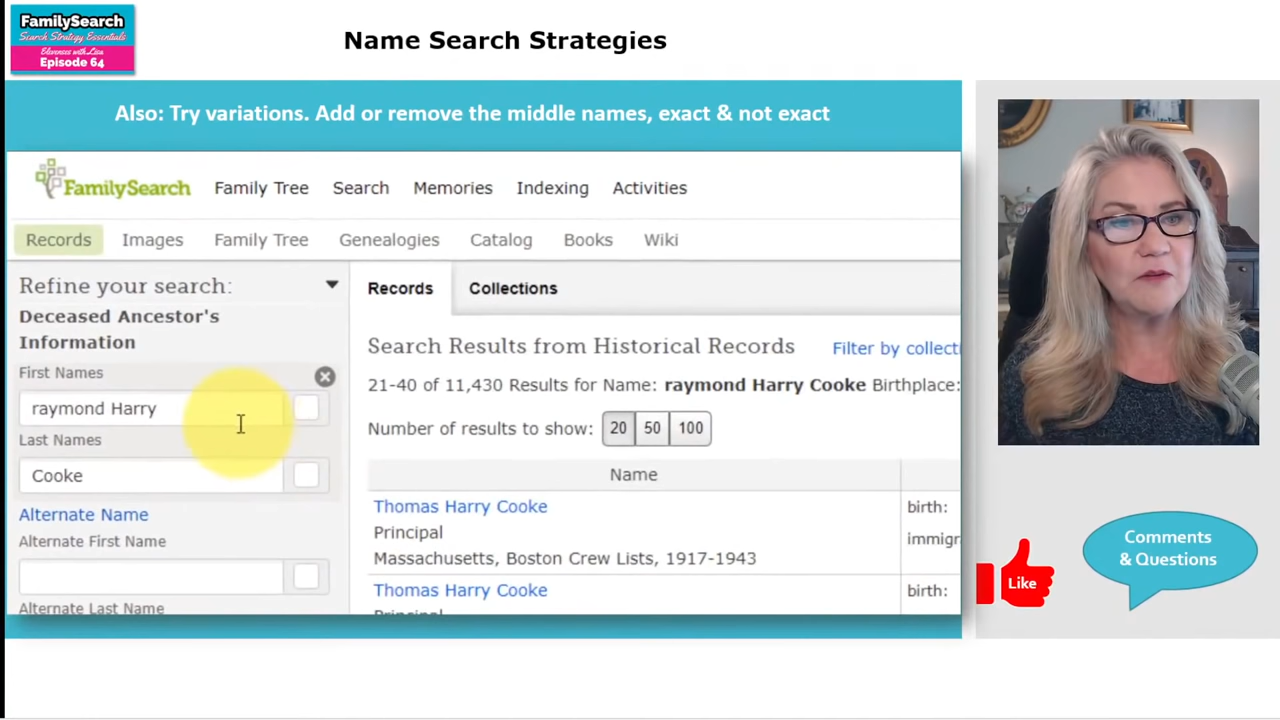 FamilySearch
Search Strategy Essentials
Elevenses with Lisa
Episode 64
Name Search Strategies
Also: Try variations. Add or remove the middle names, exact & not exact
FamilySearch
Family Tree
Search
Memories
Indexing
Activities
Records
Images
Family Tree
Genealogies
Catalog
Books
Wiki
Refine your search:
Deceased Ancestor's
Information
First Names
raymond Harry
Last Names
Cooke
Alternate Name
Alternate First Name
Alternate Last Name
Records
Collections
Search Results from Historical Records
Filter by collecti
21-40 of 11,430 Results for Name: raymond Harry Cooke Birthplace:
Number of results to show:
20
50
100
Name
Thomas Harry Cooke
birth:
Principal
immigr
Massachusetts, Boston Crew Lists, 1917-1943
Thomas Harry Cooke
birth:
Principal
Like
Comments
& Questions